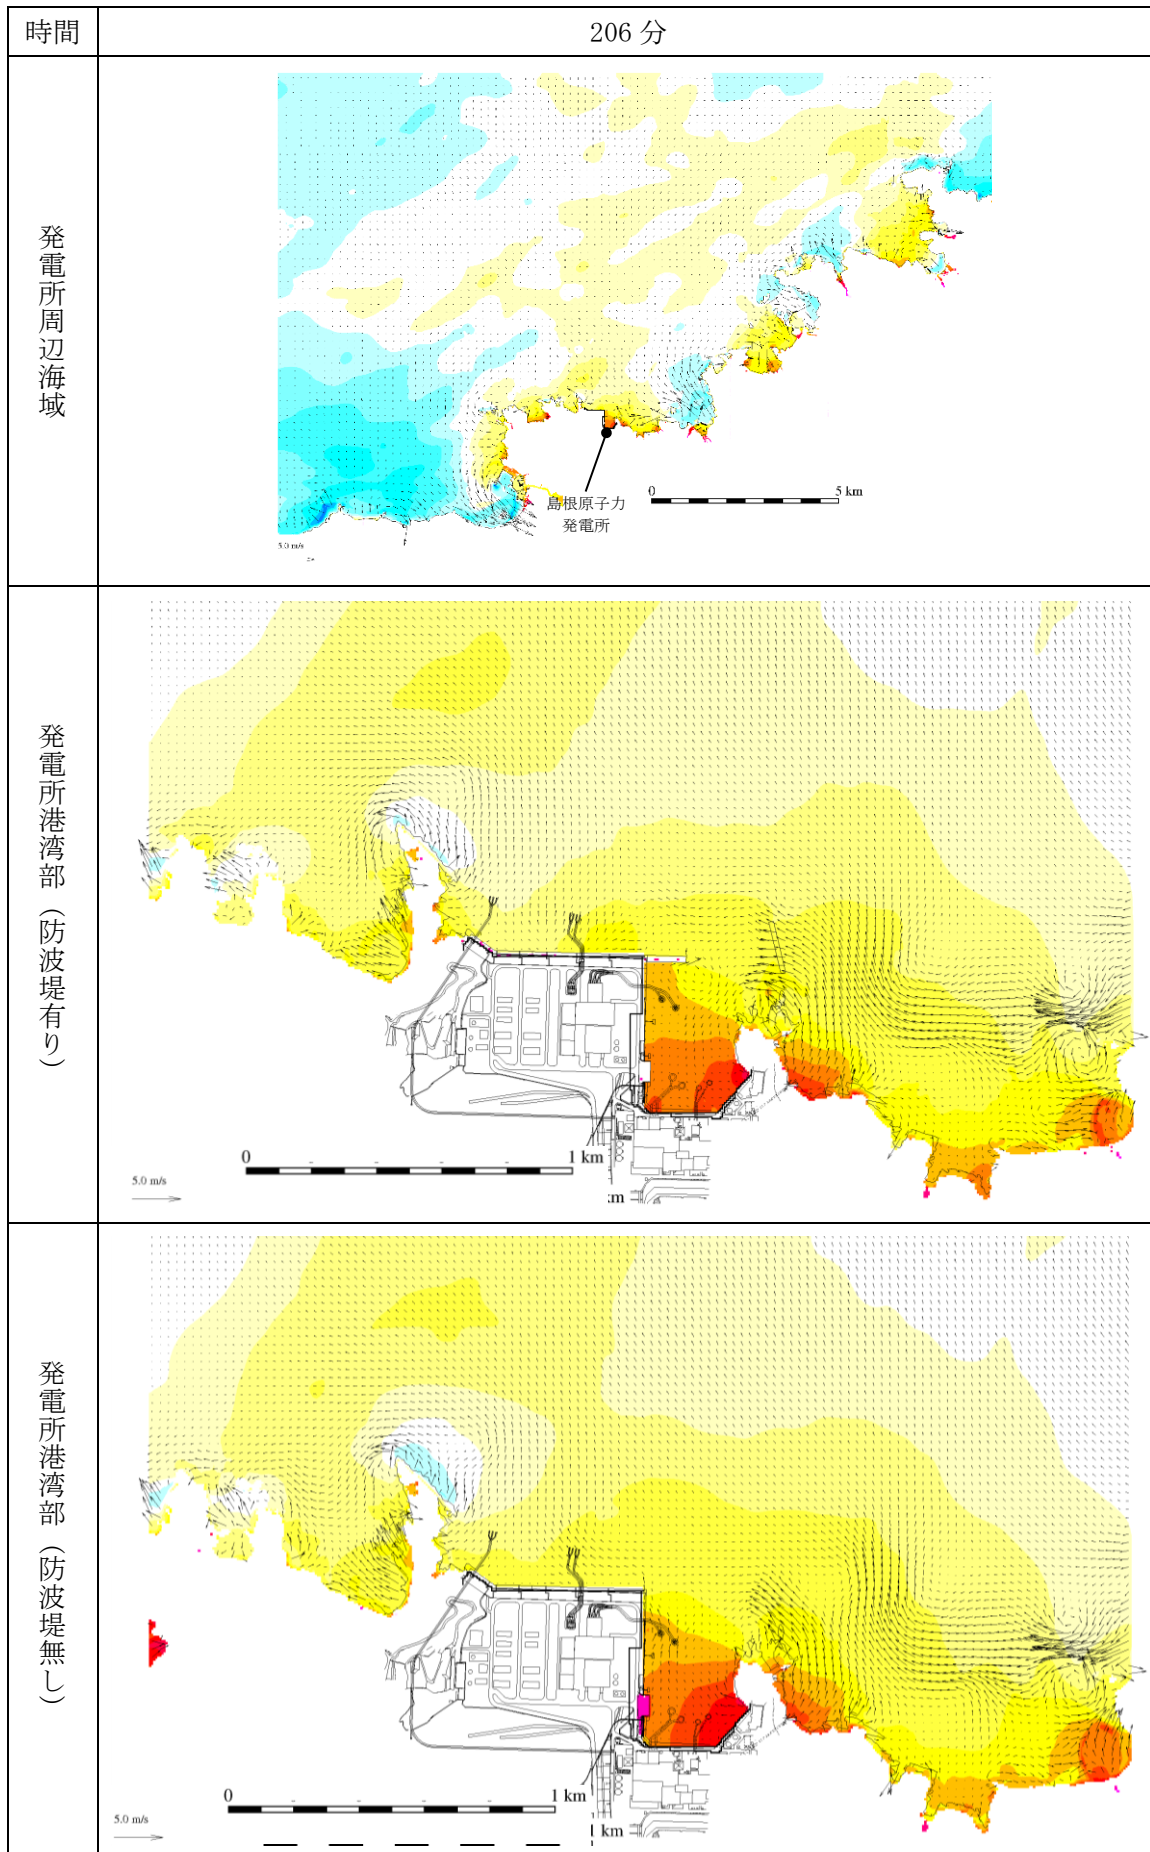 時間
206 分
発電所周辺海域
島根原子力
発電所
0
5 km
5.0 m/s
発電所港湾部（防波堤有り）
0
1 km
5.0 m/s
km
発電所港湾部（防波堤無し）
0
1 km
5.0 m/s
km